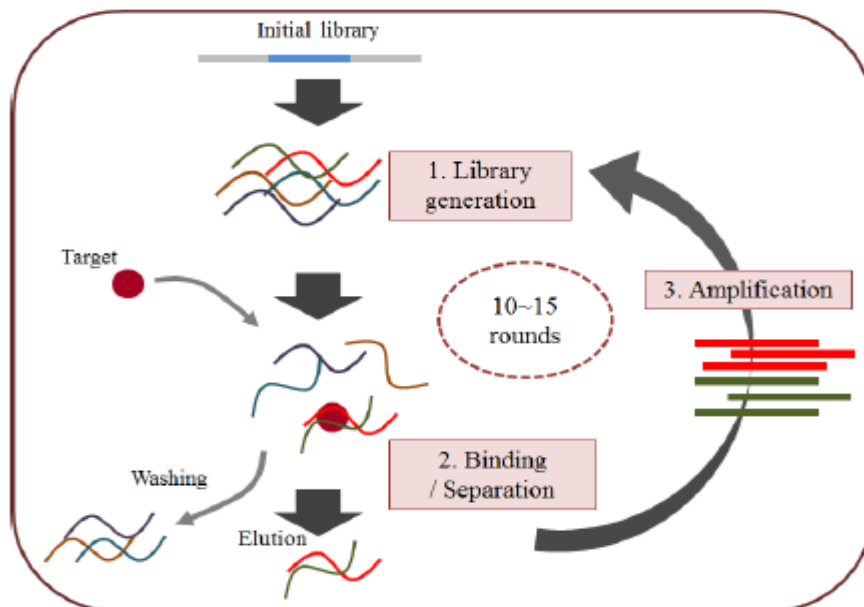 Initial library
1. Library
generation
Target
3. Amplification
10~15
rounds
2. Binding
/ Separation
Washing
Elution